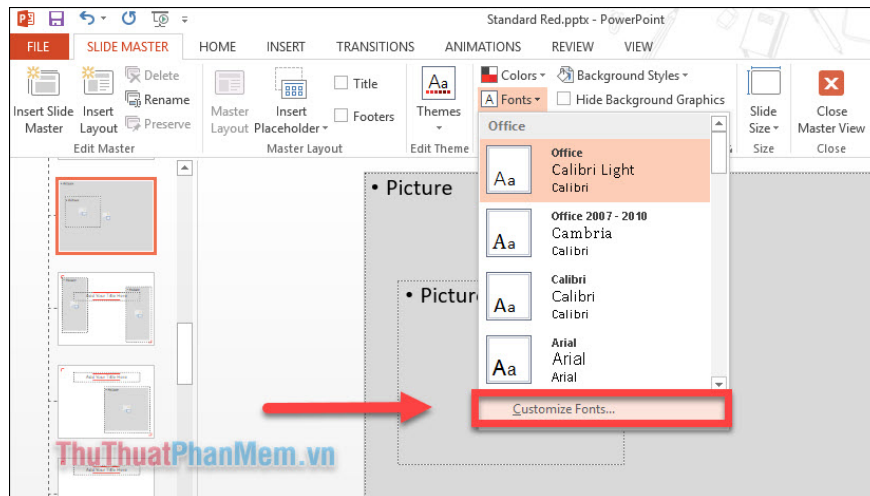 Standard Red.pptx - PowerPoint
FILE SLIDE MASTER HOME INSERT TRANSITIONS ANIMATIONS REVIEW VIEW
Insert Slide Master
Insert Layout
Delete
Rename
Preserve
Edit Master
Master Layout
Insert Placeholder
Title
Footers
Master Layout
Aa
Themes
Edit Theme
Colors
Background Styles
Fonts
Hide Background Graphics
Slide Size
Size
Close Master View
Close
Office
Aa
Office
Calibri Light
Calibri
Aa
Office 2007 - 2010
Cambria
Calibri
Aa
Calibri
Calibri
Calibri
Aa
Arial
Arial
Arial
Customize Fonts...
• Picture
• Pictur
ThuThuatPhanMem.vn